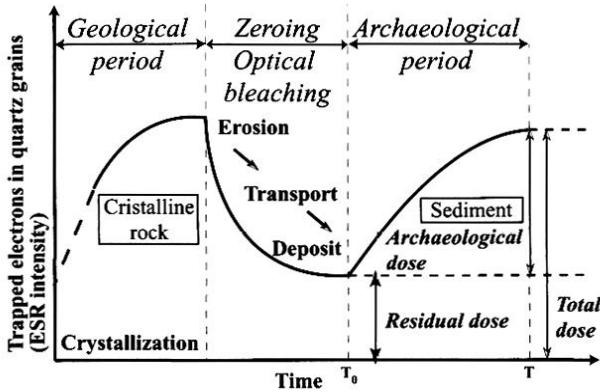 Geological
period
Zeroing
Optical
bleaching
Archaeological
period
Trapped electrons in quartz grains
(ESR intensity)
Erosion
Transport
Deposit
Cristalline
rock
Sediment
Archaeological
dose
Residual dose
Total
dose
Crystallization
Time
T0
T